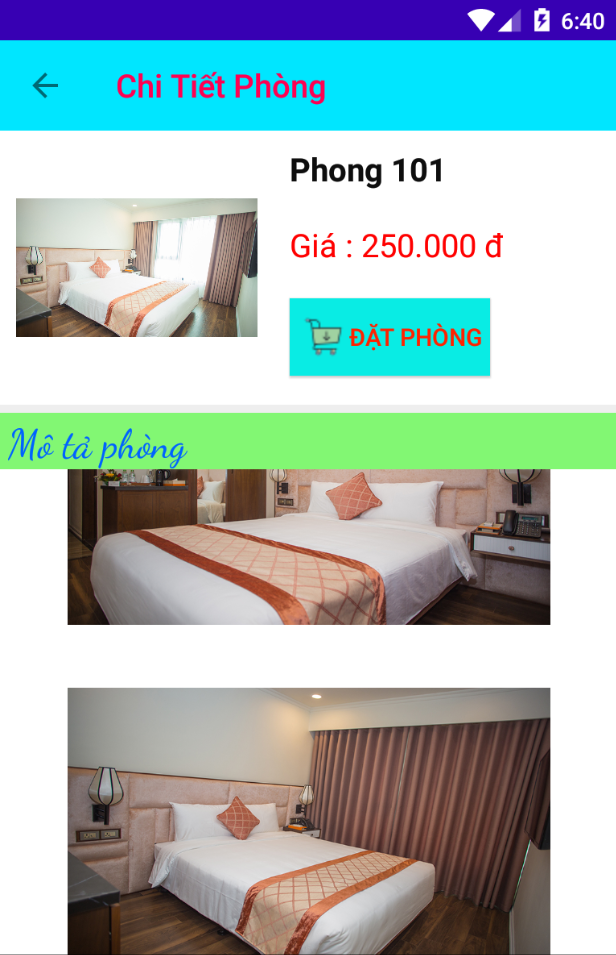 6:40
Chi Tiết Phòng
Phong 101
Giá : 250.000 đ
ĐẶT PHÒNG
Mô tả phòng